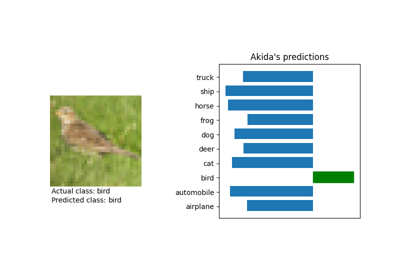 Akida's predictions
truck
ship
horse
frog
dog
deer
cat
bird
automobile
airplane
Actual class: bird
Predicted class: bird